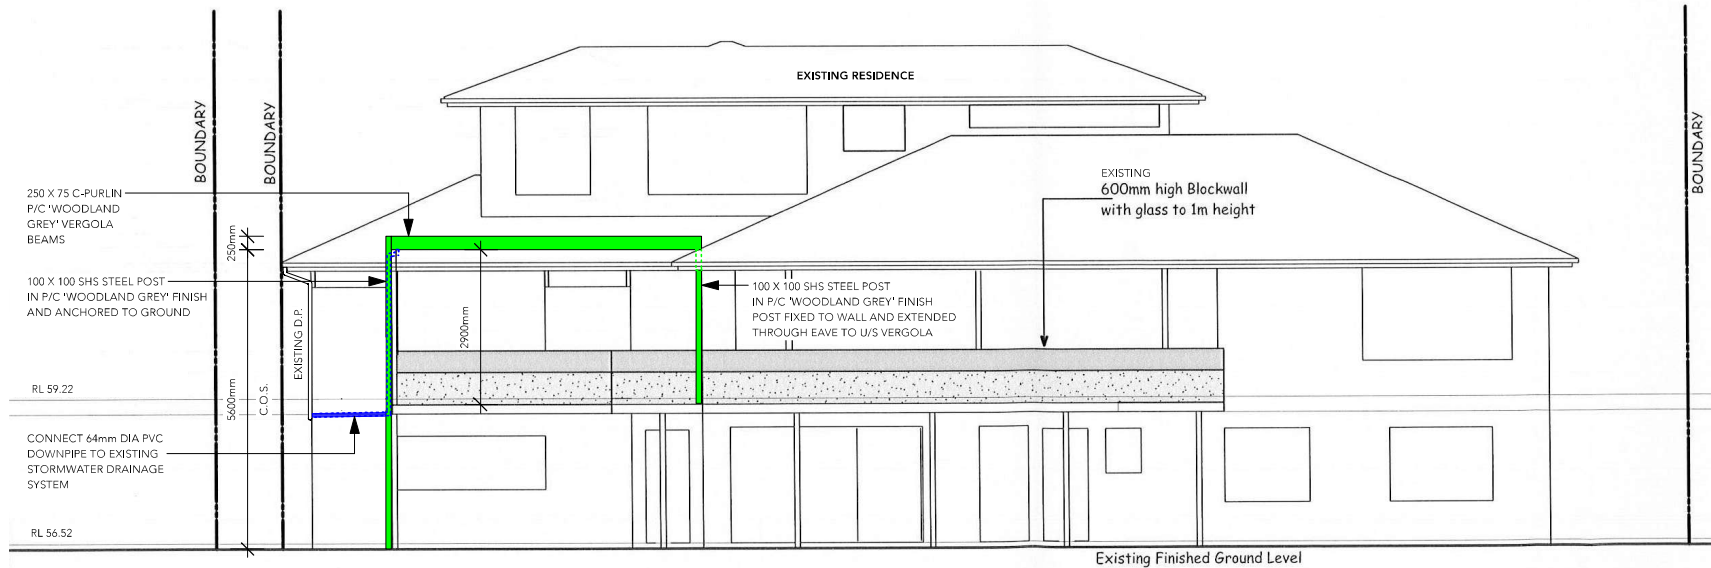 EXISTING RESIDENCE
BOUNDARY
BOUNDARY
BOUNDARY
250 X 75 C-PURLIN
P/C 'WOODLAND
GREY' VERGOLA
BEAMS
EXISTING
600mm high Blockwall
with glass to 1m height
250mm
100 X 100 SHS STEEL POST
IN P/C 'WOODLAND GREY' FINISH
AND ANCHORED TO GROUND
100 X 100 SHS STEEL POST
IN P/C 'WOODLAND GREY' FINISH
POST FIXED TO WALL AND EXTENDED
THROUGH EAVE TO U/S VERGOLA
EXISTING D.P.
2900mm
RL 59.22
5600mm
C.O.S.
CONNECT 64mm DIA PVC
DOWNPIPE TO EXISTING
STORMWATER DRAINAGE
SYSTEM
RL 56.52
Existing Finished Ground Level